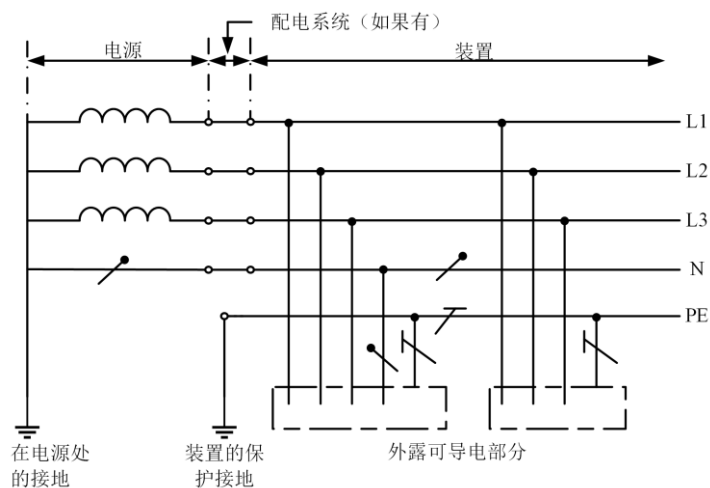 配电系统（如果有）
电源
装置
L1
L2
L3
N
PE
在电源处
的接地
装置的保
护接地
外露可导电部分